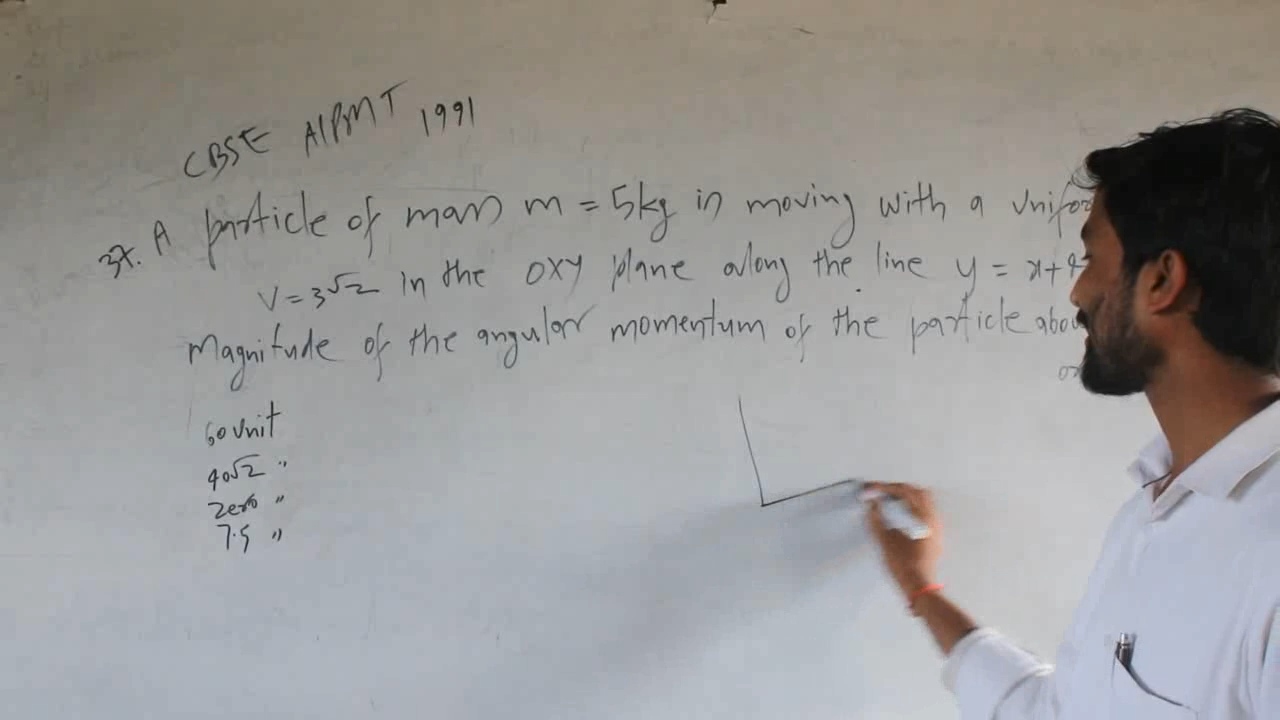 CBSE AIPMT 1991
37. A particle of mass m = 5kg is moving with a unifor
V = 3√2 in the OXY plane along the line y = x+4
Magnitude of the angular momentum of the particle abou
60 Unit
40√2 "
Zero "
7.5 "